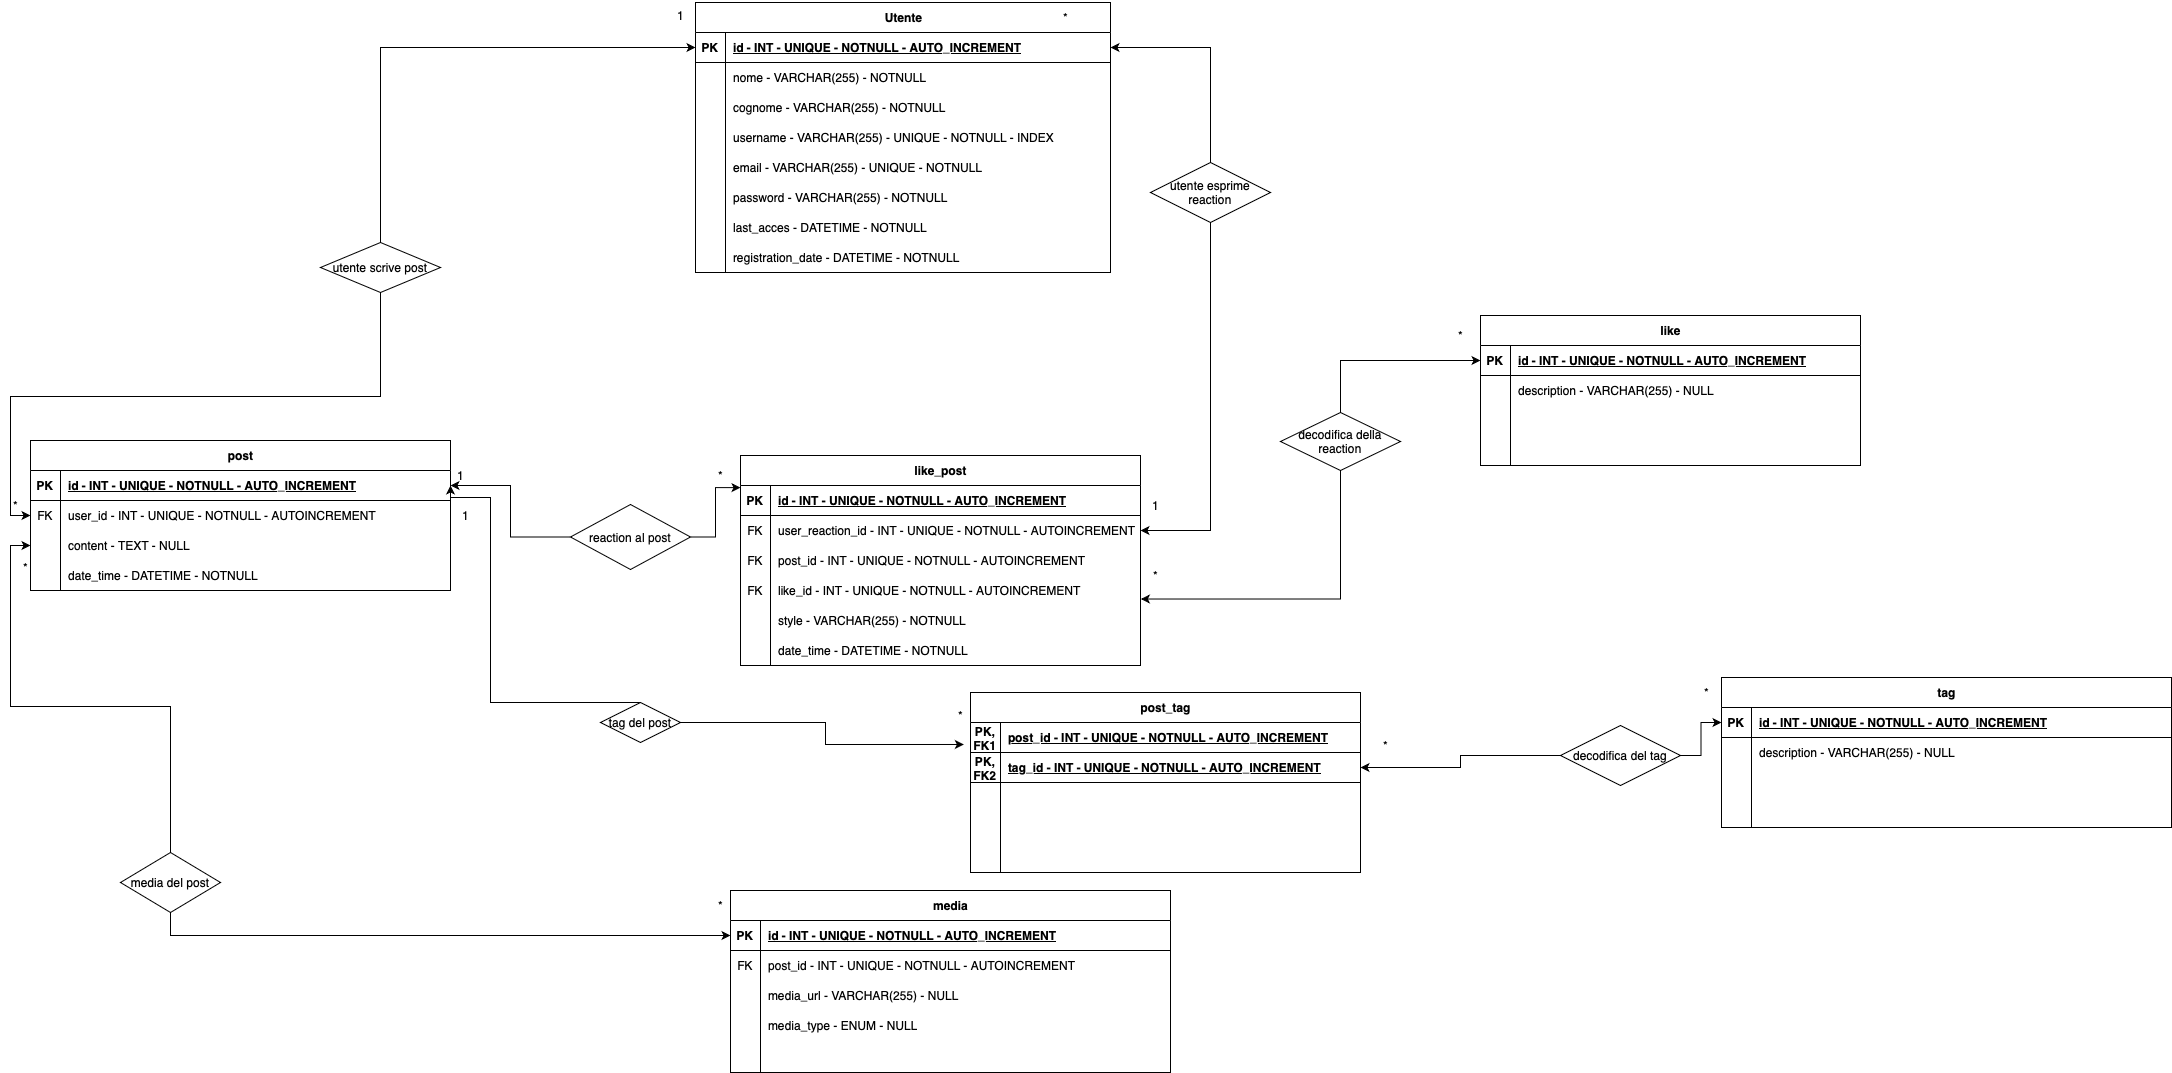 1
Utente
*
PK
id - INT - UNIQUE - NOTNULL - AUTO_INCREMENT
nome - VARCHAR(255) - NOTNULL
cognome - VARCHAR(255) - NOTNULL
username - VARCHAR(255) - UNIQUE - NOTNULL - INDEX
email - VARCHAR(255) - UNIQUE - NOTNULL
password - VARCHAR(255) - NOTNULL
last_acces - DATETIME - NOTNULL
registration_date - DATETIME - NOTNULL
utente esprime
reaction
utente scrive post
*
like
PK
id - INT - UNIQUE - NOTNULL - AUTO_INCREMENT
description - VARCHAR(255) - NULL
decodifica della
reaction
post
PK
id - INT - UNIQUE - NOTNULL - AUTO_INCREMENT
1
*
FK
user_id - INT - UNIQUE - NOTNULL - AUTOINCREMENT
1
content - TEXT - NULL
*
date_time - DATETIME - NOTNULL
reaction al post
*
like_post
PK
id - INT - UNIQUE - NOTNULL - AUTO_INCREMENT
1
FK
user_reaction_id - INT - UNIQUE - NOTNULL - AUTOINCREMENT
FK
post_id - INT - UNIQUE - NOTNULL - AUTOINCREMENT
*
FK
like_id - INT - UNIQUE - NOTNULL - AUTOINCREMENT
style - VARCHAR(255) - NOTNULL
date_time - DATETIME - NOTNULL
tag del post
*
post_tag
PK,
FK1
post_id - INT - UNIQUE - NOTNULL - AUTO_INCREMENT
PK,
FK2
tag_id - INT - UNIQUE - NOTNULL - AUTO_INCREMENT
*
decodifica del tag
*
tag
PK
id - INT - UNIQUE - NOTNULL - AUTO_INCREMENT
description - VARCHAR(255) - NULL
media del post
*
media
PK
id - INT - UNIQUE - NOTNULL - AUTO_INCREMENT
FK
post_id - INT - UNIQUE - NOTNULL - AUTOINCREMENT
media_url - VARCHAR(255) - NULL
media_type - ENUM - NULL